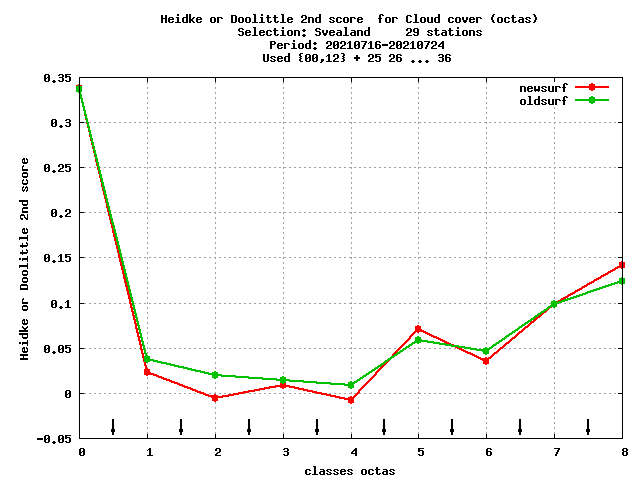 Heidke or Doolittle 2nd score  for Cloud cover (octas)
Selection: Svealand     29 stations
Period: 20210716-20210724
Used {00,12} + 25 26 ... 36
newsurf
oldsurf
0.35
0.3
0.25
0.2
0.15
0.1
0.05
0
-0.05
Heidke or Doolittle 2nd score
0 1 2 3 4 5 6 7 8
classes octas